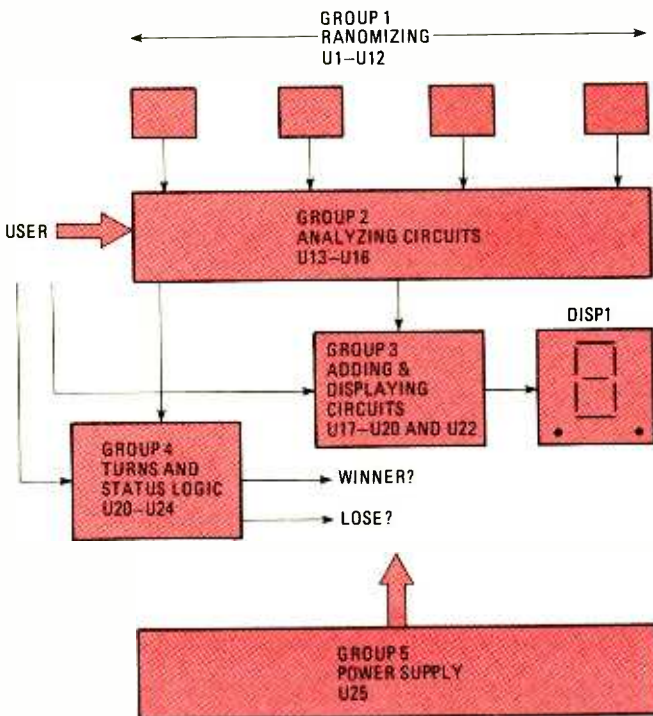 GROUP 1
RANOMIZING
U1–U12
USER
GROUP 2
ANALYZING CIRCUITS
U13–U16
DISP1
GROUP 3
ADDING &
DISPLAYING
CIRCUITS
U17–U20 AND U22
8
GROUP 4
TURNS AND
STATUS LOGIC
U20–U24
WINNER?
LOSE?
GROUP 5
POWER SUPPLY
U25